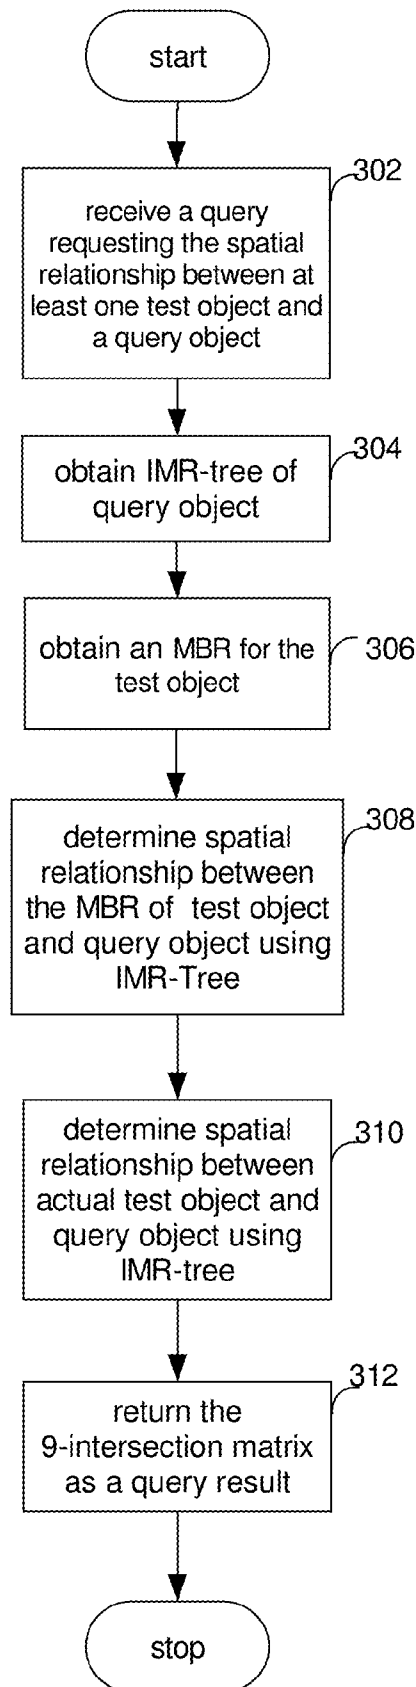 start
302
receive a query
requesting the spatial
relationship between at
least one test object and
a query object
304
obtain IMR-tree of
query object
306
obtain an MBR for the
test object
308
determine spatial
relationship between
the MBR of test object
and query object using
IMR-Tree
310
determine spatial
relationship between
actual test object and
query object using
IMR-tree
312
return the
9-intersection matrix
as a query result
stop